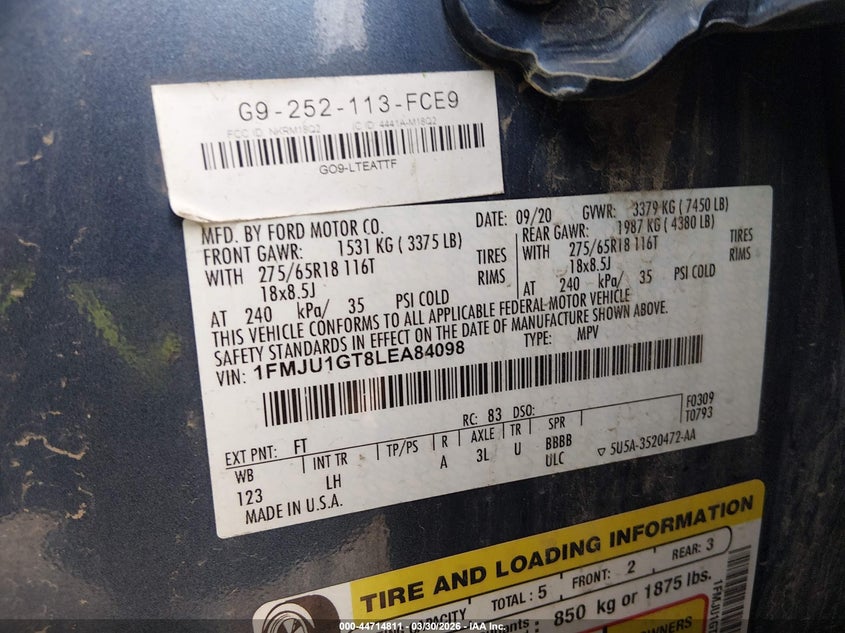 G9-252-113-FCE9
FCC ID: NKRM18Q2 IC ID: 4441A-M18Q2
GO9-LTEATTF
MFD. BY FORD MOTOR CO.
DATE: 09/20 GVWR: 3379 KG ( 7450 LB)
FRONT GAWR: 1531 KG ( 3375 LB)
REAR GAWR: 1987 KG ( 4380 LB)
WITH 275/65R18 116T TIRES
WITH 275/65R18 116T TIRES
18x8.5J RIMS
18x8.5J RIMS
AT 240 kPa/ 35 PSI COLD
AT 240 kPa/ 35 PSI COLD
THIS VEHICLE CONFORMS TO ALL APPLICABLE FEDERAL MOTOR VEHICLE
SAFETY STANDARDS IN EFFECT ON THE DATE OF MANUFACTURE SHOWN ABOVE.
VIN: 1FMJU1GT8LEA84098 TYPE: MPV
F0309
T0793
EXT PNT: FT RC: 83 DSO:
WB INT TR TP/PS R AXLE TR SPR
123 LH A 3L U BBBB
ULC
5U5A-3520472-AA
MADE IN U.S.A.
TIRE AND LOADING INFORMATION
CAPACITY TOTAL : 5 FRONT: 2 REAR: 3
850 kg or 1875 lbs.
OWNERS
000-44714811 - 03/30/2026 - IAA Inc.